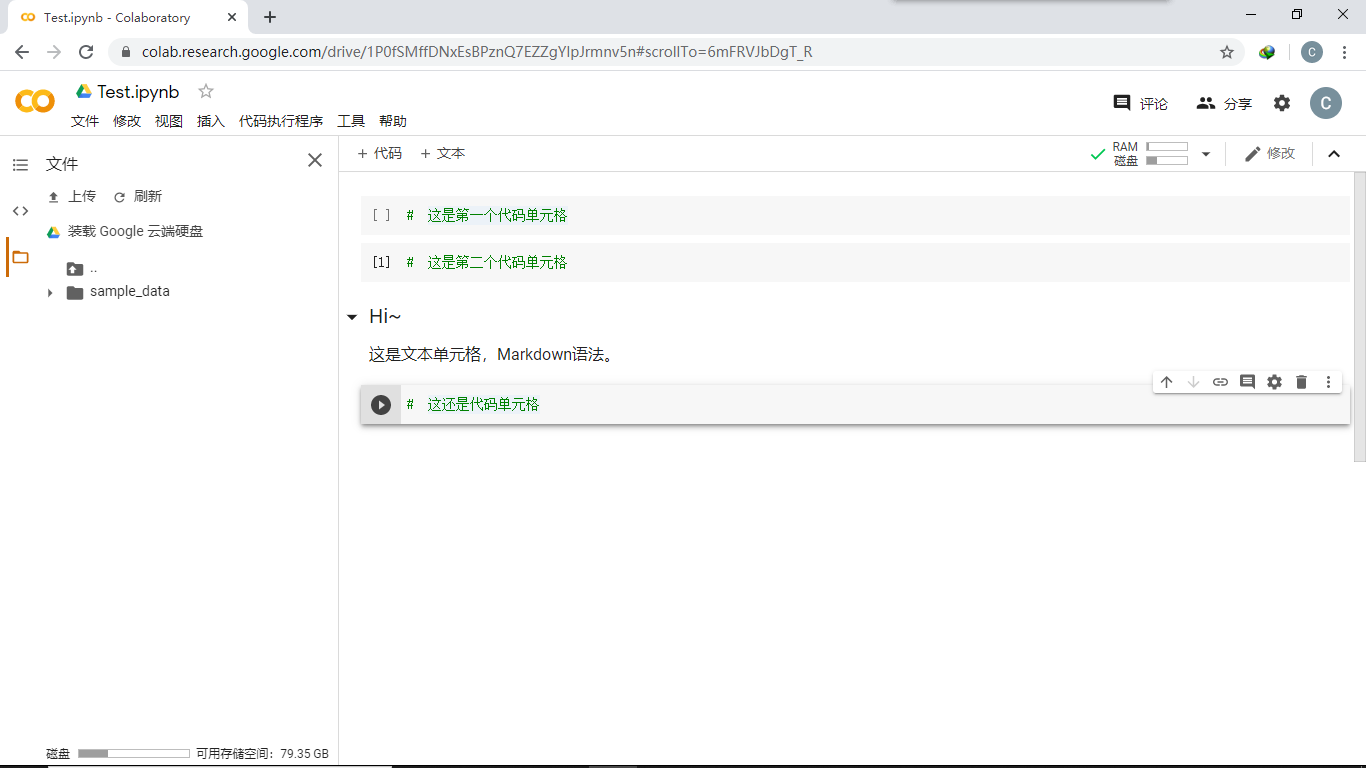 Test.ipynb - Colaboratory
colab.research.google.com/drive/1P0fSMffDNxEsBPznQ7EZZgYIpJrmnv5n#scrollTo=6mFRVJbDgT_R
C
Test.ipynb
文件 修改 视图 插入 代码执行程序 工具 帮助
评论 分享 C
文件
上传 刷新
装载 Google 云端硬盘
..
sample_data
磁盘 可用存储空间：79.35 GB
+ 代码 + 文本
RAM
磁盘
修改
[ ] # 这是第一个代码单元格
[1] # 这是第二个代码单元格
Hi~
这是文本单元格，Markdown语法。
# 这还是代码单元格